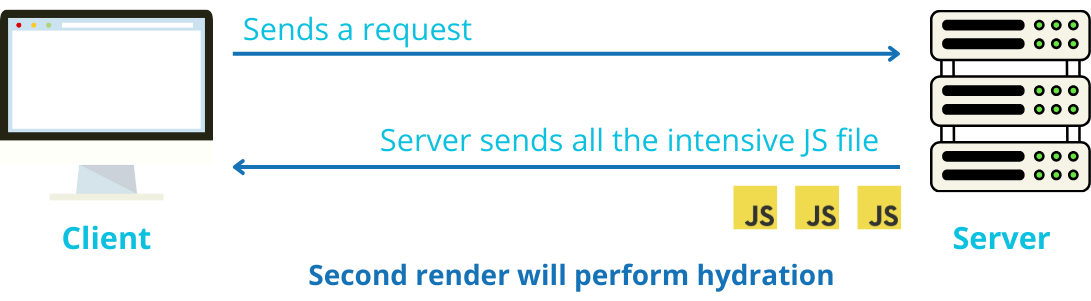 Sends a request
Server sends all the intensive JS file
JS JS JS
Client
Server
Second render will perform hydration